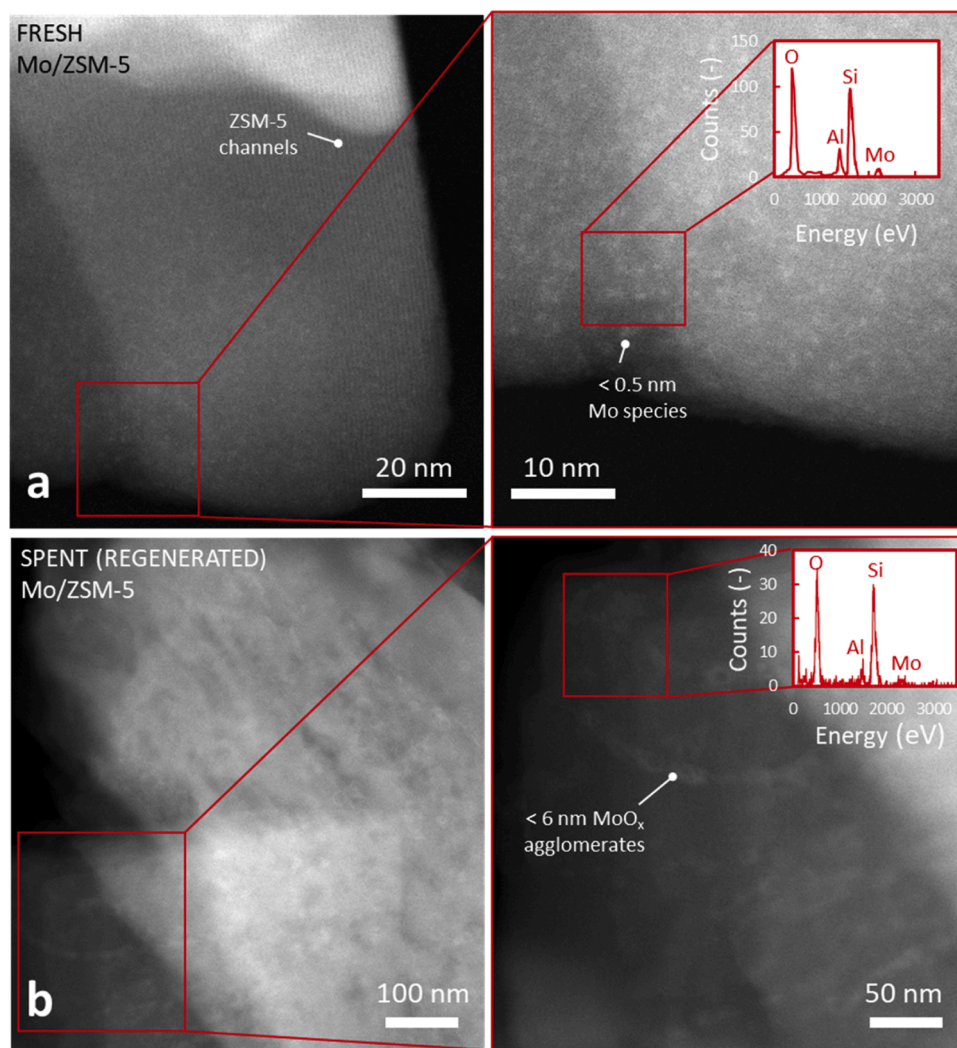 FRESH
Mo/ZSM-5
ZSM-5
channels
20 nm
a
150
100
50
0
Counts (-)
O
Al
Si
Mo
0 1000 2000 3000
Energy (eV)
< 0.5 nm
Mo species
10 nm
SPENT (REGENERATED)
Mo/ZSM-5
100 nm
b
40
30
20
10
0
Counts (-)
O
Al
Si
Mo
0 1000 2000 3000
Energy (eV)
< 6 nm MoOₓ
agglomerates
50 nm